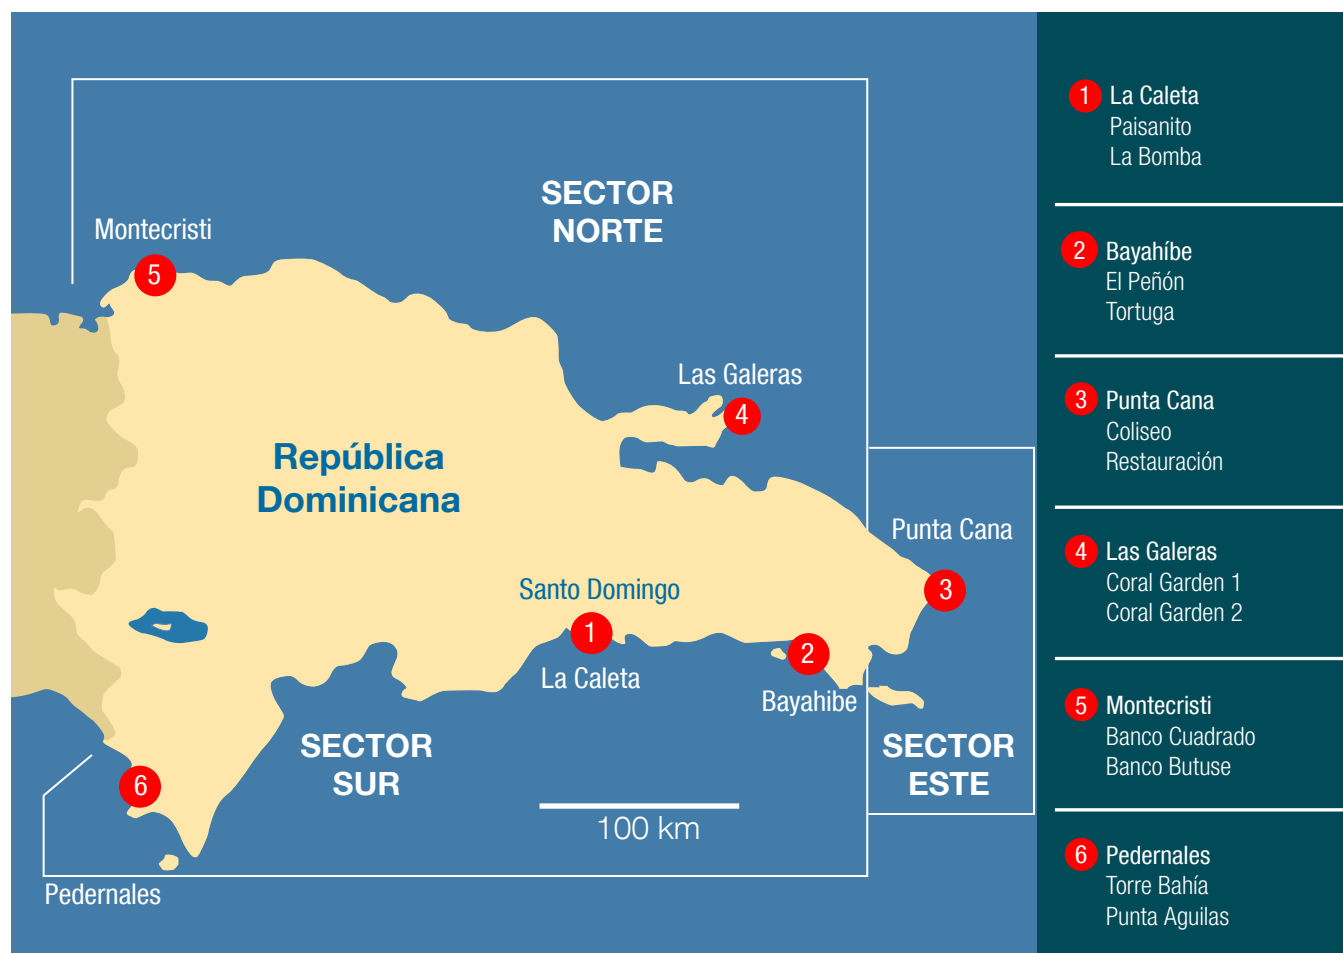 SECTOR
NORTE
Montecristi
5
Las Galeras
4
República
Dominicana
Punta Cana
3
Santo Domingo
1
La Caleta
2
Bayahibe
SECTOR
SUR
SECTOR
ESTE
6
100 km
Pedernales
1 La Caleta
Paisanito
La Bomba
2 Bayahíbe
El Peñón
Tortuga
3 Punta Cana
Coliseo
Restauración
4 Las Galeras
Coral Garden 1
Coral Garden 2
5 Montecristi
Banco Cuadrado
Banco Butuse
6 Pedernales
Torre Bahía
Punta Aguilas